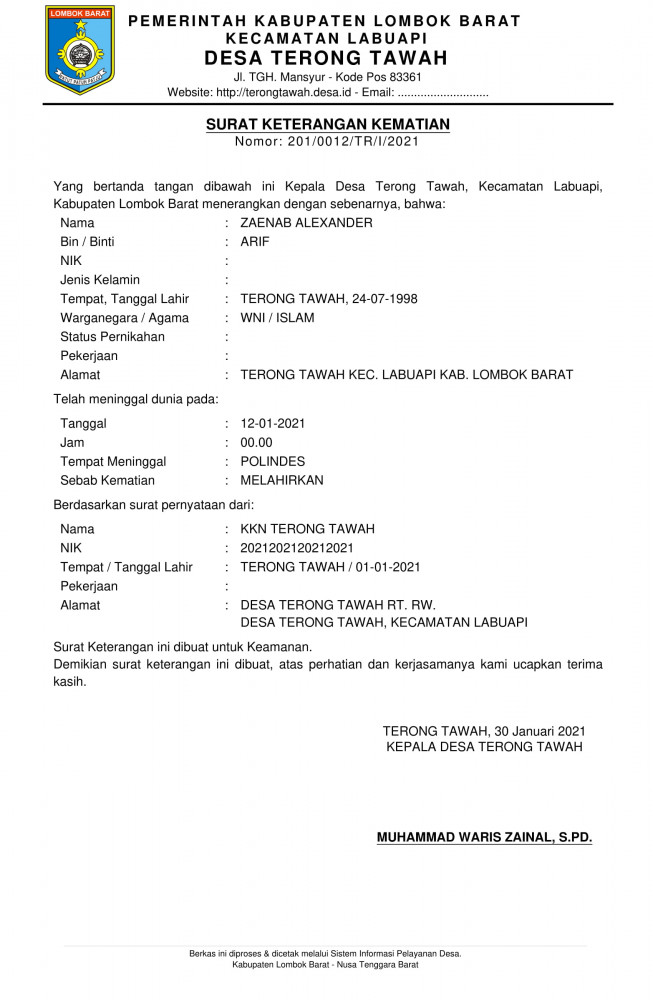 LOMBOK BARAT
PATUT PATUH PATJU
PEMERINTAH KABUPATEN LOMBOK BARAT
KECAMATAN LABUAPI
DESA TERONG TAWAH
Jl. TGH. Mansyur - Kode Pos 83361
Website: http://terongtawah.desa.id - Email: ............................
SURAT KETERANGAN KEMATIAN
Nomor: 201/0012/TR/I/2021
Yang bertanda tangan dibawah ini Kepala Desa Terong Tawah, Kecamatan Labuapi,
Kabupaten Lombok Barat menerangkan dengan sebenarnya, bahwa:
Nama : ZAENAB ALEXANDER
Bin / Binti : ARIF
NIK :
Jenis Kelamin :
Tempat, Tanggal Lahir : TERONG TAWAH, 24-07-1998
Warganegara / Agama : WNI / ISLAM
Status Pernikahan :
Pekerjaan :
Alamat : TERONG TAWAH KEC. LABUAPI KAB. LOMBOK BARAT
Telah meninggal dunia pada:
Tanggal : 12-01-2021
Jam : 00.00
Tempat Meninggal : POLINDES
Sebab Kematian : MELAHIRKAN
Berdasarkan surat pernyataan dari:
Nama : KKN TERONG TAWAH
NIK : 2021202120212021
Tempat / Tanggal Lahir : TERONG TAWAH / 01-01-2021
Pekerjaan :
Alamat : DESA TERONG TAWAH RT. RW.
DESA TERONG TAWAH, KECAMATAN LABUAPI
Surat Keterangan ini dibuat untuk Keamanan.
Demikian surat keterangan ini dibuat, atas perhatian dan kerjasamanya kami ucapkan terima
kasih.
TERONG TAWAH, 30 Januari 2021
KEPALA DESA TERONG TAWAH
MUHAMMAD WARIS ZAINAL, S.PD.
Berkas ini diproses & dicetak melalui Sistem Informasi Pelayanan Desa.
Kabupaten Lombok Barat - Nusa Tenggara Barat